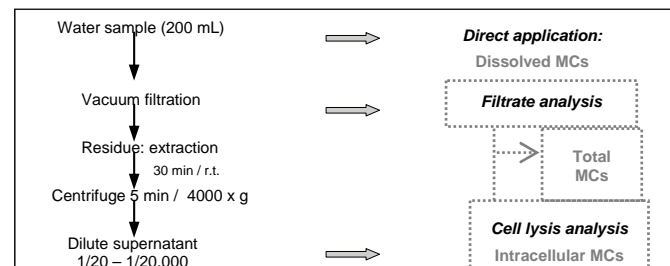 Water sample (200 mL)
Direct application:
Dissolved MCs
Vacuum filtration
Filtrate analysis
Residue: extraction
30 min / r.t.
Total
MCs
Centrifuge 5 min / 4000 x g
Cell lysis analysis
Dilute supernatant
1/20 – 1/20.000
Intracellular MCs